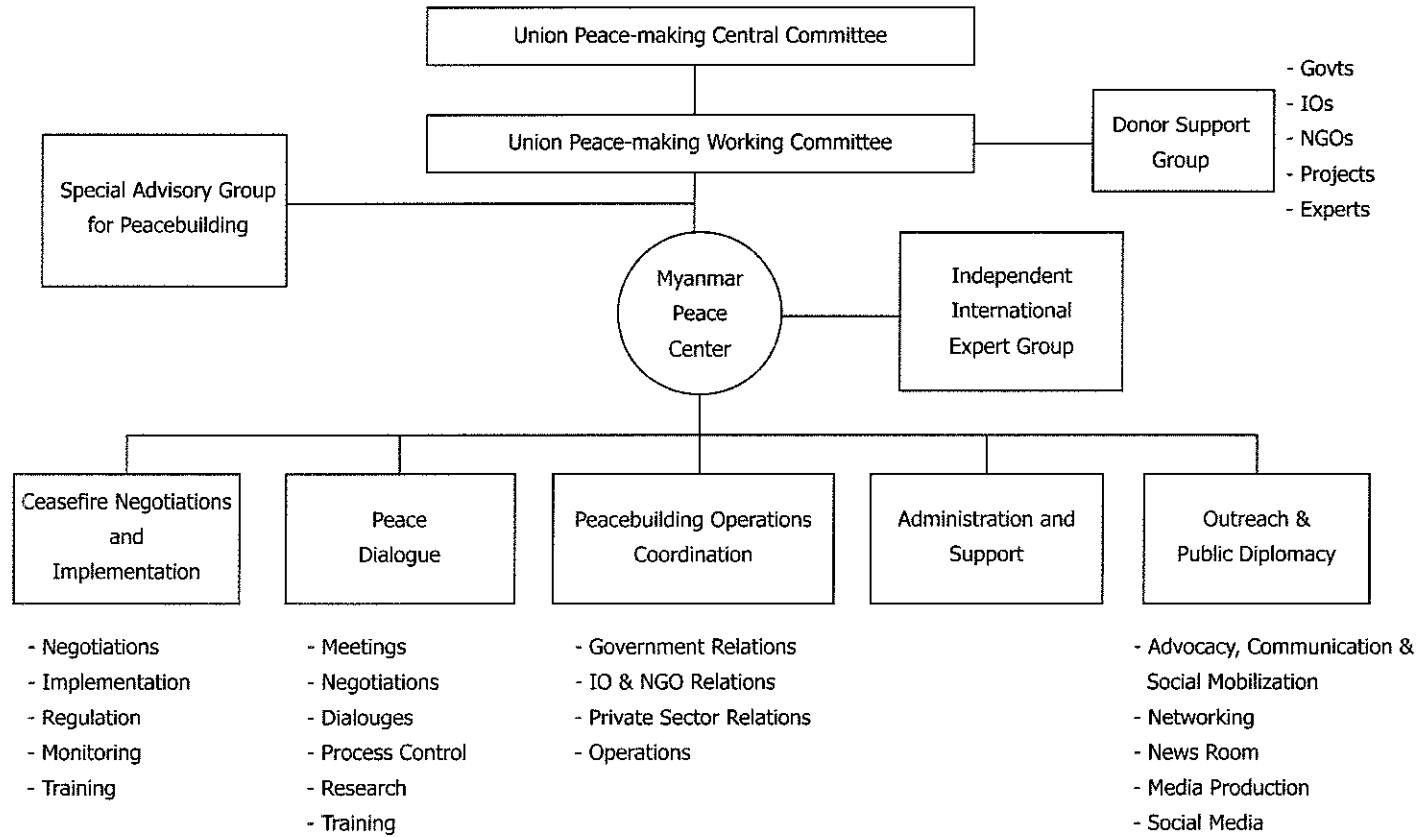 Union Peace-making Central Committee
Union Peace-making Working Committee
Donor Support
Group
- Govts
- IOs
- NGOs
- Projects
- Experts
Special Advisory Group
for Peacebuilding
Myanmar
Peace
Center
Independent
International
Expert Group
Ceasefire Negotiations
and
Implementation
- Negotiations
- Implementation
- Regulation
- Monitoring
- Training
Peace
Dialogue
- Meetings
- Negotiations
- Dialouges
- Process Control
- Research
- Training
Peacebuilding Operations
Coordination
- Government Relations
- IO & NGO Relations
- Private Sector Relations
- Operations
Administration and
Support
Outreach &
Public Diplomacy
- Advocacy, Communication &
Social Mobilization
- Networking
- News Room
- Media Production
- Social Media